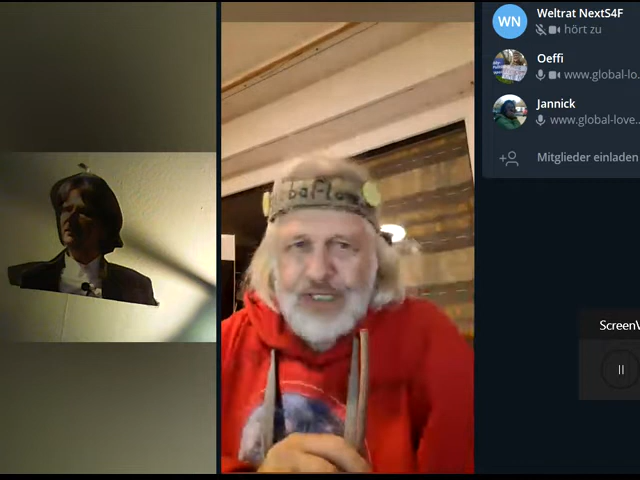 WN
Weltrat NextS4F
hört zu
Oeffi
www.global-lo...
Jannick
www.global-love...
Mitglieder einladen
ScreenV